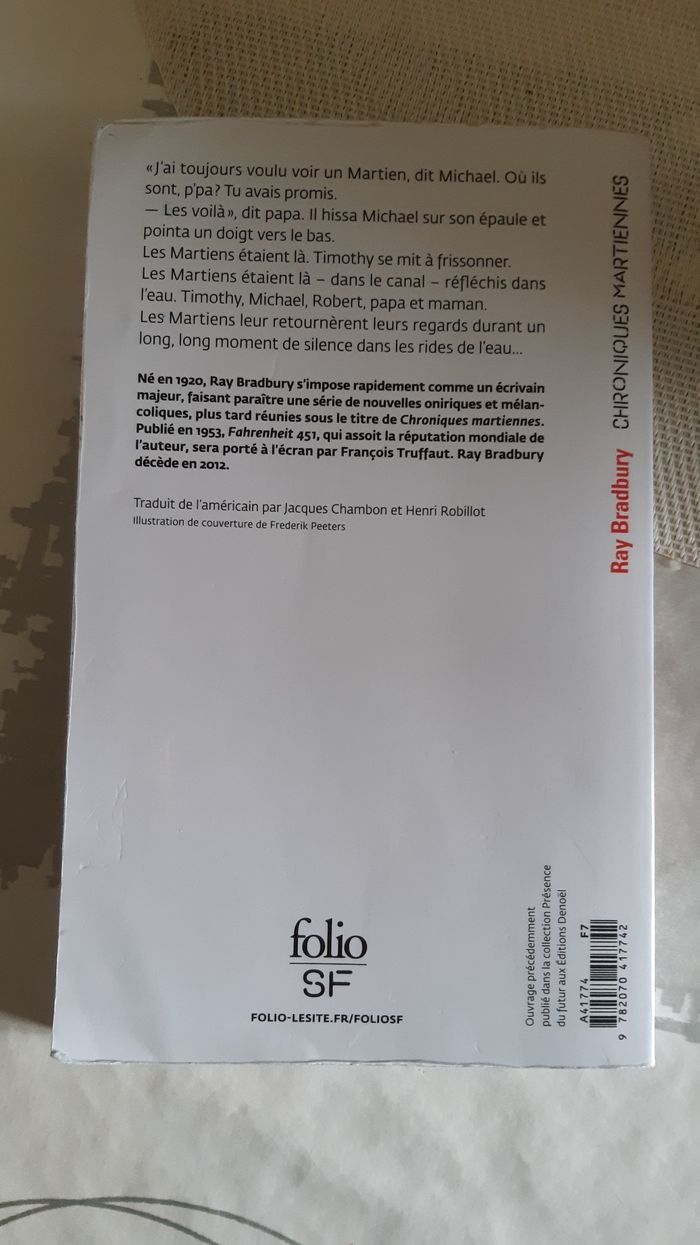 «J'ai toujours voulu voir un Martien, dit Michael. Où ils
sont, p'pa? Tu avais promis.
— Les voilà», dit papa. Il hissa Michael sur son épaule et
pointa un doigt vers le bas.
Les Martiens étaient là. Timothy se mit à frissonner.
Les Martiens étaient là – dans le canal – réfléchis dans
l'eau. Timothy, Michael, Robert, papa et maman.
Les Martiens leur retournèrent leurs regards durant un
long, long moment de silence dans les rides de l'eau...
Né en 1920, Ray Bradbury s'impose rapidement comme un écrivain
majeur, faisant paraître une série de nouvelles oniriques et mélan-
coliques, plus tard réunies sous le titre de Chroniques martiennes.
Publié en 1953, Fahrenheit 451, qui assoit la réputation mondiale de
l'auteur, sera porté à l'écran par François Truffaut. Ray Bradbury
décède en 2012.
Traduit de l'américain par Jacques Chambon et Henri Robillot
Illustration de couverture de Frederik Peeters
Ray Bradbury CHRONIQUES MARTIENNES
folio
SF
FOLIO-LESITE.FR/FOLIOSF
Ouvrage précédemment
publié dans la collection Présence
du futur aux Éditions Denoël
A41774 F7
9 782070 417742